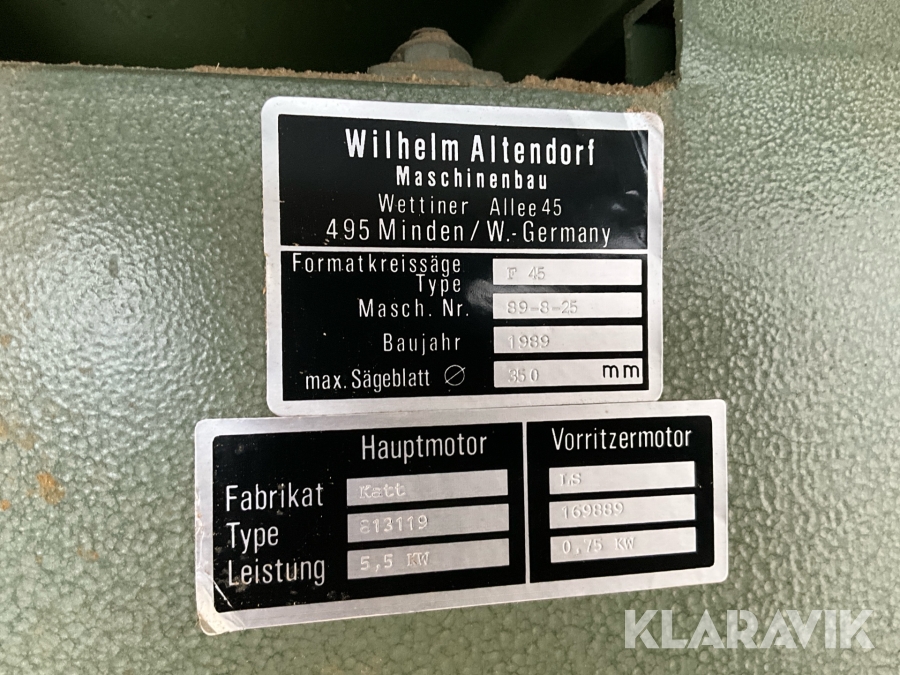 Wilhelm Altendorf
Maschinenbau
Wettiner Allee 45
495 Minden / W.- Germany
Formatkreissäge
Type F 45
Masch. Nr. 89-8-25
Baujahr 1989
max. Sägeblatt ∅ 350 mm
Hauptmotor Vorritzermotor
Fabrikat Katt LS
Type 813119 169889
Leistung 5,5 KW 0,75 KW
KLARAVIK